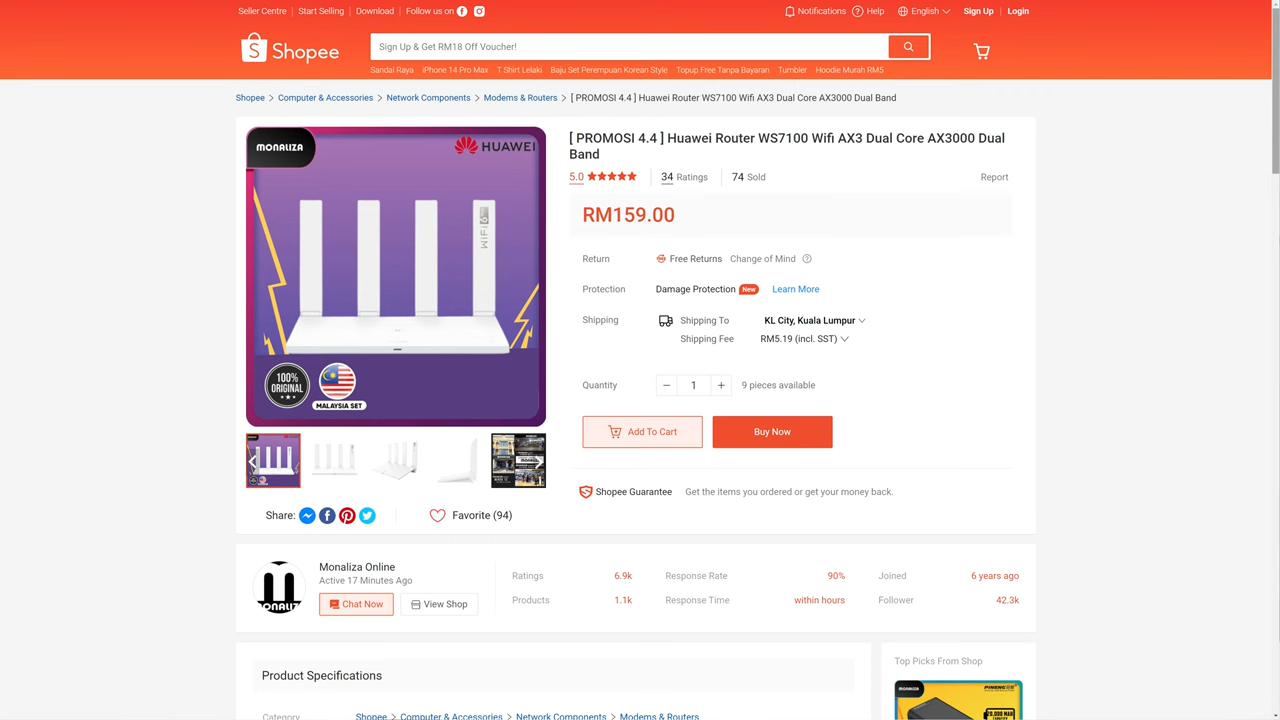 Seller Centre
Start Selling
Download
Follow us on
Notifications
Help
English
Sign Up
Login
Shopee
Sign Up & Get RM18 Off Voucher!
Sandal Raya
iPhone 14 Pro Max
T Shirt Lelaki
Baju Set Perempuan Korean Style
Topup Free Tanpa Bayaran
Tumbler
Hoodie Murah RM5
Shopee > Computer & Accessories > Network Components > Modems & Routers > [ PROMOSI 4.4 ] Huawei Router WS7100 Wifi AX3 Dual Core AX3000 Dual Band
MONALIZA
HUAWEI
WiFi 6
100%
ORIGINAL
MALAYSIA SET
[ PROMOSI 4.4 ] Huawei Router WS7100 Wifi AX3 Dual Core AX3000 Dual
Band
5.0
34 Ratings
74 Sold
Report
RM159.00
Return
Free Returns
Change of Mind
Protection
Damage Protection
New
Learn More
Shipping
Shipping To
KL City, Kuala Lumpur
Shipping Fee
RM5.19 (incl. SST)
Quantity
1
9 pieces available
Add To Cart
Buy Now
Shopee Guarantee
Get the items you ordered or get your money back.
Share:
Favorite (94)
Monaliza Online
Active 17 Minutes Ago
Chat Now
View Shop
Ratings
6.9k
Response Rate
90%
Joined
6 years ago
Products
1.1k
Response Time
within hours
Follower
42.3k
Product Specifications
Top Picks From Shop
MONALIZA
PINENG
20,000 MAH
Category
Shopee > Computer & Accessories > Network Components > Modems & Routers